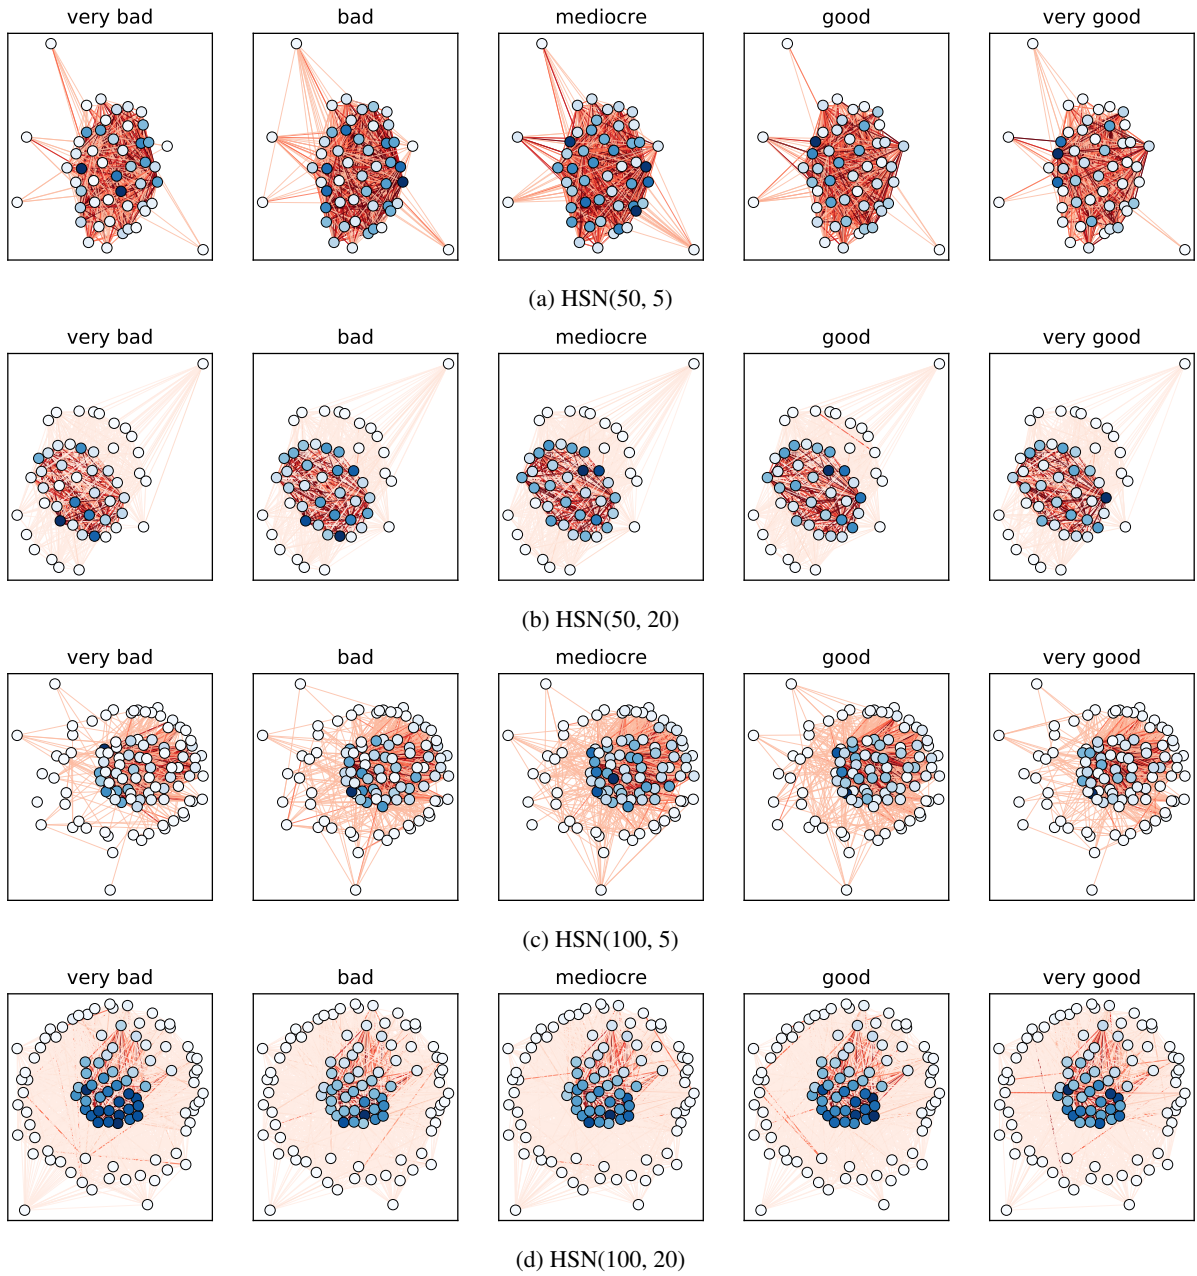 very bad bad mediocre good very good
(a) HSN(50, 5)
very bad bad mediocre good very good
(b) HSN(50, 20)
very bad bad mediocre good very good
(c) HSN(100, 5)
very bad bad mediocre good very good
(d) HSN(100, 20)